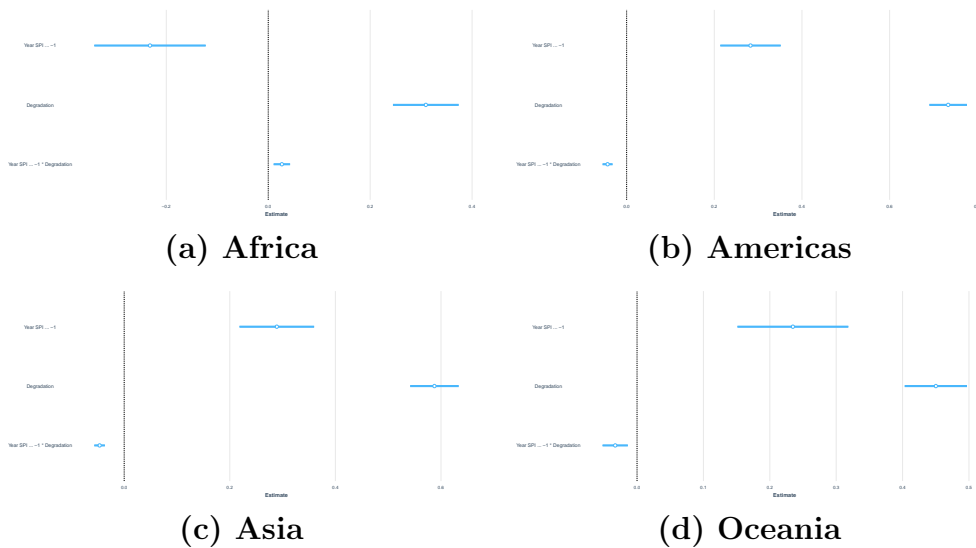 Year SPI ... −1
Degradation
Year SPI ... −1 * Degradation
−0.2 0.0 0.2 0.4
Estimate
(a) Africa
Year SPI ... −1
Degradation
Year SPI ... −1 * Degradation
0.0 0.2 0.4 0.6
Estimate
(b) Americas
Year SPI ... −1
Degradation
Year SPI ... −1 * Degradation
0.0 0.2 0.4 0.6
Estimate
(c) Asia
Year SPI ... −1
Degradation
Year SPI ... −1 * Degradation
0.0 0.1 0.2 0.3 0.4 0.5
Estimate
(d) Oceania